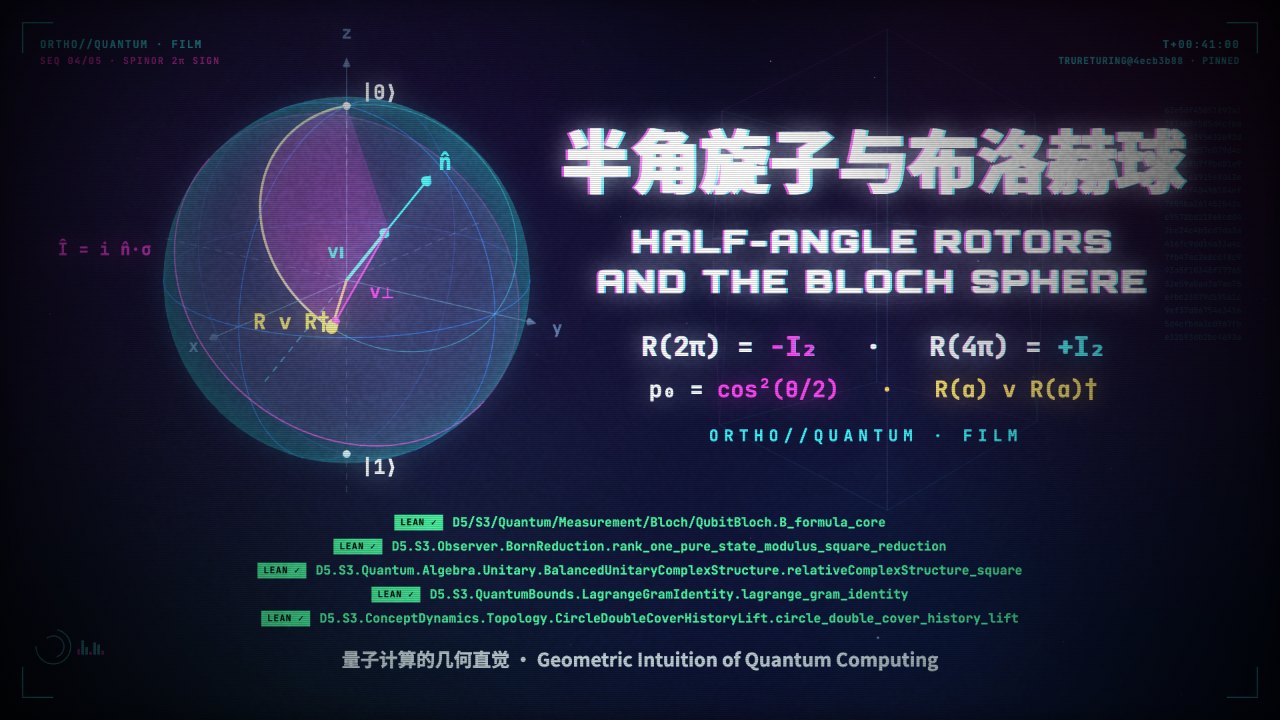 ORTHO//QUANTUM · FILM
SEQ 04/05 · SPINOR 2π SIGN
T+00:41:00
TRURETURING@4ecb3b88 · PINNED
z
|0⟩
n̂
Î = i n̂·σ
v∥
v⊥
R v R†
x
y
|1⟩
半角旋子与布洛赫球
HALF-ANGLE ROTORS
AND THE BLOCH SPHERE
R(2π) = -I₂ · R(4π) = +I₂
p₀ = cos²(θ/2) · R(α) v R(α)†
ORTHO//QUANTUM · FILM
LEAN ✓ D5/S3/Quantum/Measurement/Bloch/QubitBloch.B_formula_core
LEAN ✓ D5.S3.Observer.BornReduction.rank_one_pure_state_modulus_square_reduction
LEAN ✓ D5.S3.Quantum.Algebra.Unitary.BalancedUnitaryComplexStructure.relativeComplexStructure_square
LEAN ✓ D5.S3.QuantumBounds.LagrangeGramIdentity.lagrange_gram_identity
LEAN ✓ D5.S3.ConceptDynamics.Topology.CircleDoubleCoverHistoryLift.circle_double_cover_history_lift
量子计算的几何直觉 · Geometric Intuition of Quantum Computing